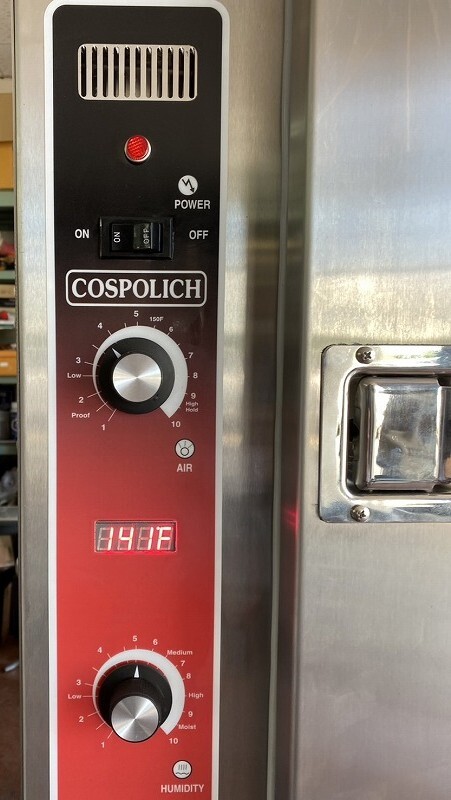 POWER
ON ON OFF OFF
COSPOLICH
5 150F
4 6
3 7
Low 8
2 9
Proof High
Hold
1 10
AIR
141F
5 6
4 Medium
7
3 8
Low High
2 9
Moist
1 10
HUMIDITY